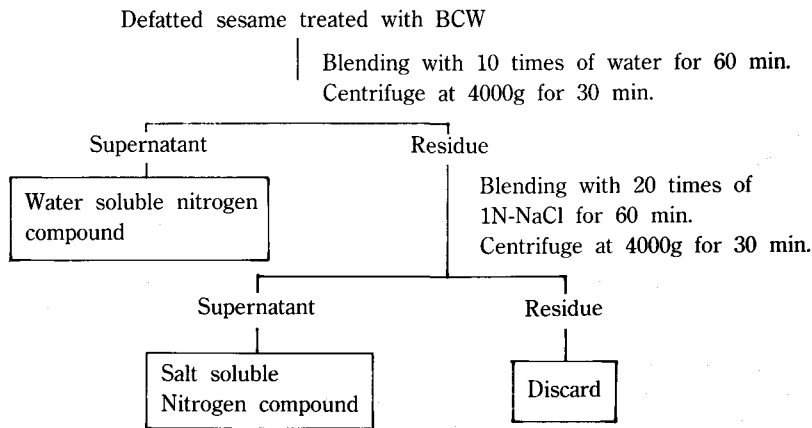 Defatted sesame treated with BCW
Blending with 10 times of water for 60 min.
Centrifuge at 4000g for 30 min.
Supernatant
Residue
Water soluble nitrogen
compound
Blending with 20 times of
1N-NaCl for 60 min.
Centrifuge at 4000g for 30 min.
Supernatant
Residue
Salt soluble
Nitrogen compound
Discard